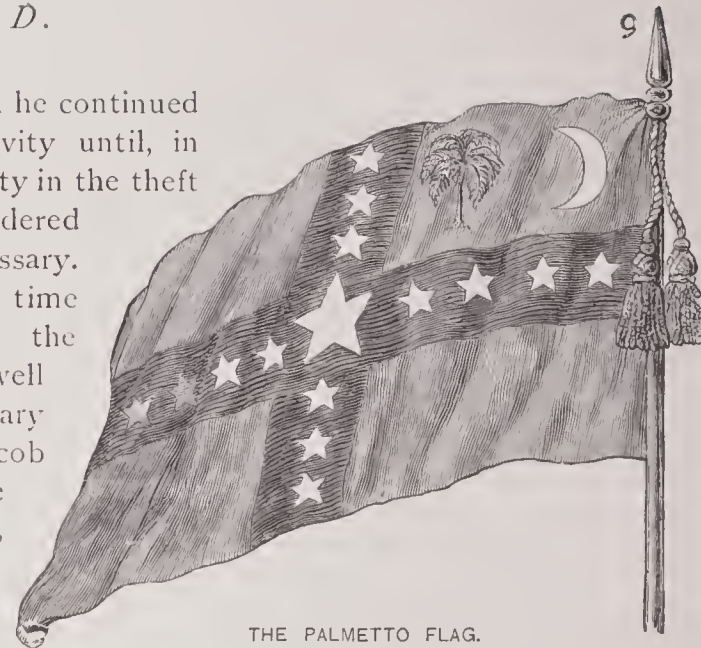 D.
9
he continued
vity until, in
ty in the theft
dered
ssary.
time
the
vell
ary
cob
THE PALMETTO FLAG.